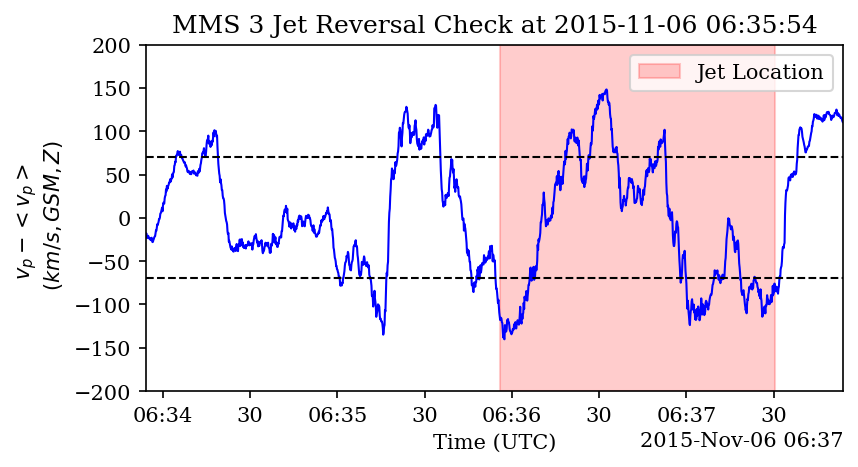 MMS 3 Jet Reversal Check at 2015-11-06 06:35:54
Jet Location
200
150
100
50
0
−50
−100
−150
−200
v_p − < v_p >
(km/s, GSM, Z)
06:34 30 06:35 30 06:36 30 06:37 30
Time (UTC)
2015-Nov-06 06:37